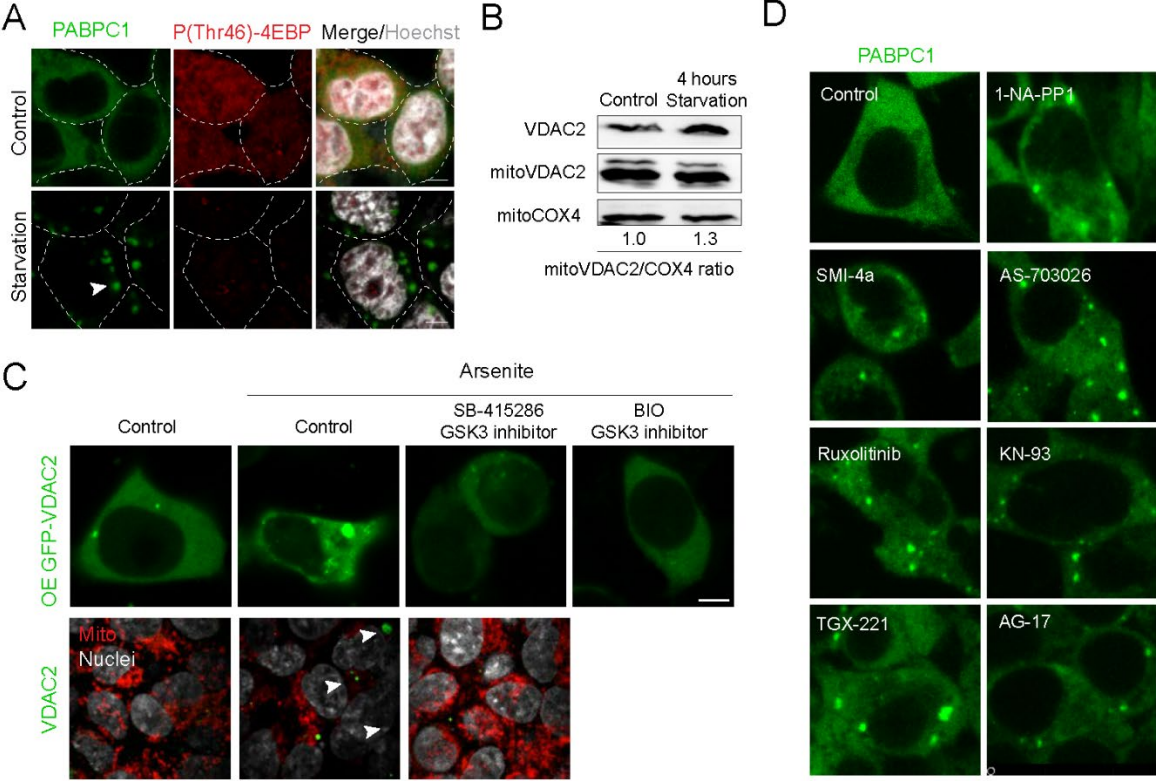 A
PABPC1 P(Thr46)-4EBP Merge/Hoechst
Control
Starvation
B
Control 4 hours Starvation
VDAC2
mitoVDAC2
mitoCOX4
1.0 1.3
mitoVDAC2/COX4 ratio
C
Arsenite
Control Control SB-415286 BIO
GSK3 inhibitor GSK3 inhibitor
OE GFP-VDAC2
VDAC2
Mito
Nuclei
D
PABPC1
Control 1-NA-PP1
SMI-4a AS-703026
Ruxolitinib KN-93
TGX-221 AG-17